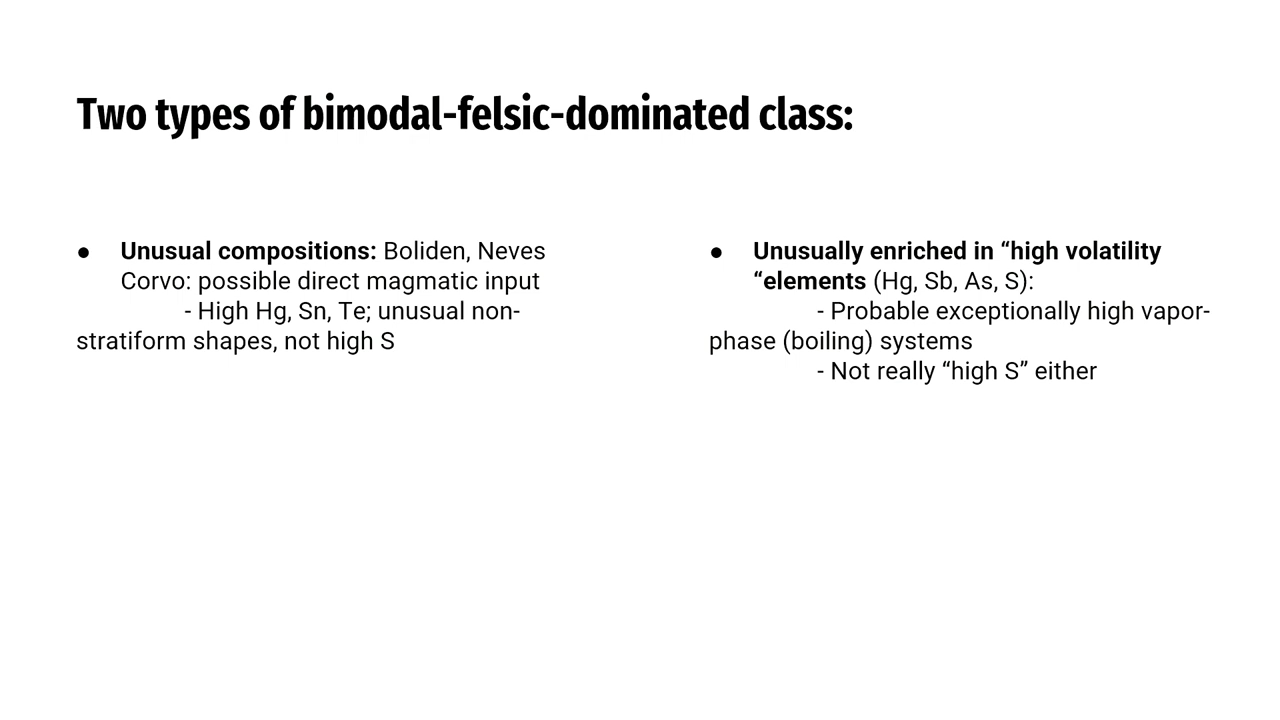 Two types of bimodal-felsic-dominated class:
● Unusual compositions: Boliden, Neves
Corvo: possible direct magmatic input
- High Hg, Sn, Te; unusual non-
stratiform shapes, not high S
● Unusually enriched in “high volatility
“elements (Hg, Sb, As, S):
- Probable exceptionally high vapor-
phase (boiling) systems
- Not really “high S” either